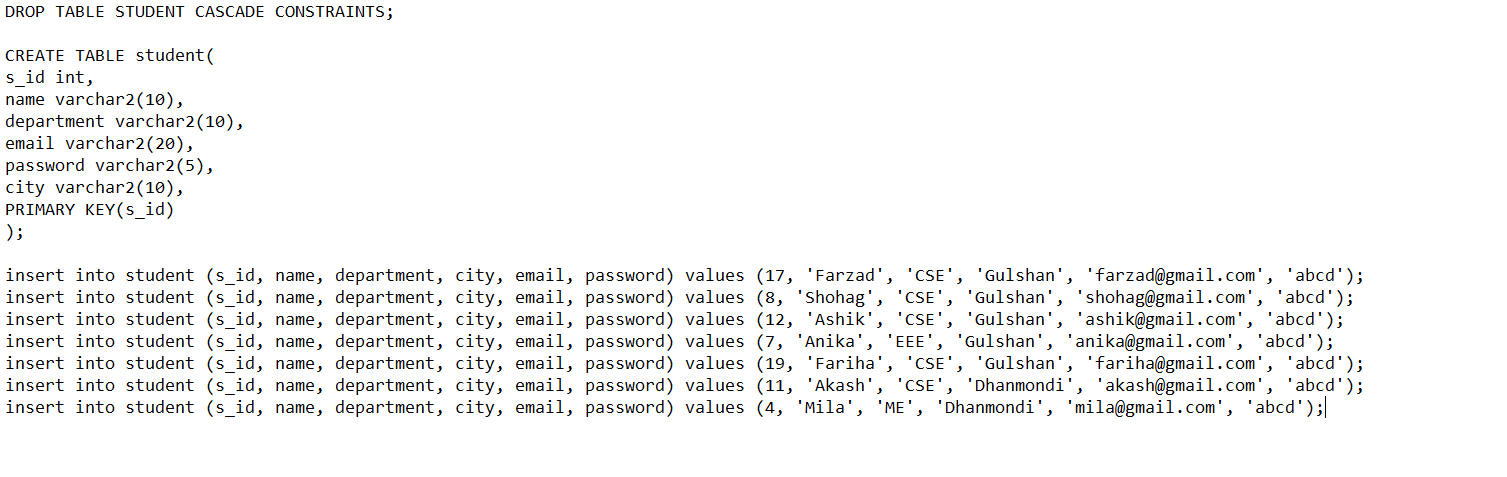 DROP TABLE STUDENT CASCADE CONSTRAINTS;
CREATE TABLE student(
s_id int,
name varchar2(10),
department varchar2(10),
email varchar2(20),
password varchar2(5),
city varchar2(10),
PRIMARY KEY(s_id)
);
insert into student (s_id, name, department, city, email, password) values (17, 'Farzad', 'CSE', 'Gulshan', 'farzad@gmail.com', 'abcd');
insert into student (s_id, name, department, city, email, password) values (8, 'Shohag', 'CSE', 'Gulshan', 'shohag@gmail.com', 'abcd');
insert into student (s_id, name, department, city, email, password) values (12, 'Ashik', 'CSE', 'Gulshan', 'ashik@gmail.com', 'abcd');
insert into student (s_id, name, department, city, email, password) values (7, 'Anika', 'EEE', 'Gulshan', 'anika@gmail.com', 'abcd');
insert into student (s_id, name, department, city, email, password) values (19, 'Fariha', 'CSE', 'Gulshan', 'fariha@gmail.com', 'abcd');
insert into student (s_id, name, department, city, email, password) values (11, 'Akash', 'CSE', 'Dhanmondi', 'akash@gmail.com', 'abcd');
insert into student (s_id, name, department, city, email, password) values (4, 'Mila', 'ME', 'Dhanmondi', 'mila@gmail.com', 'abcd');